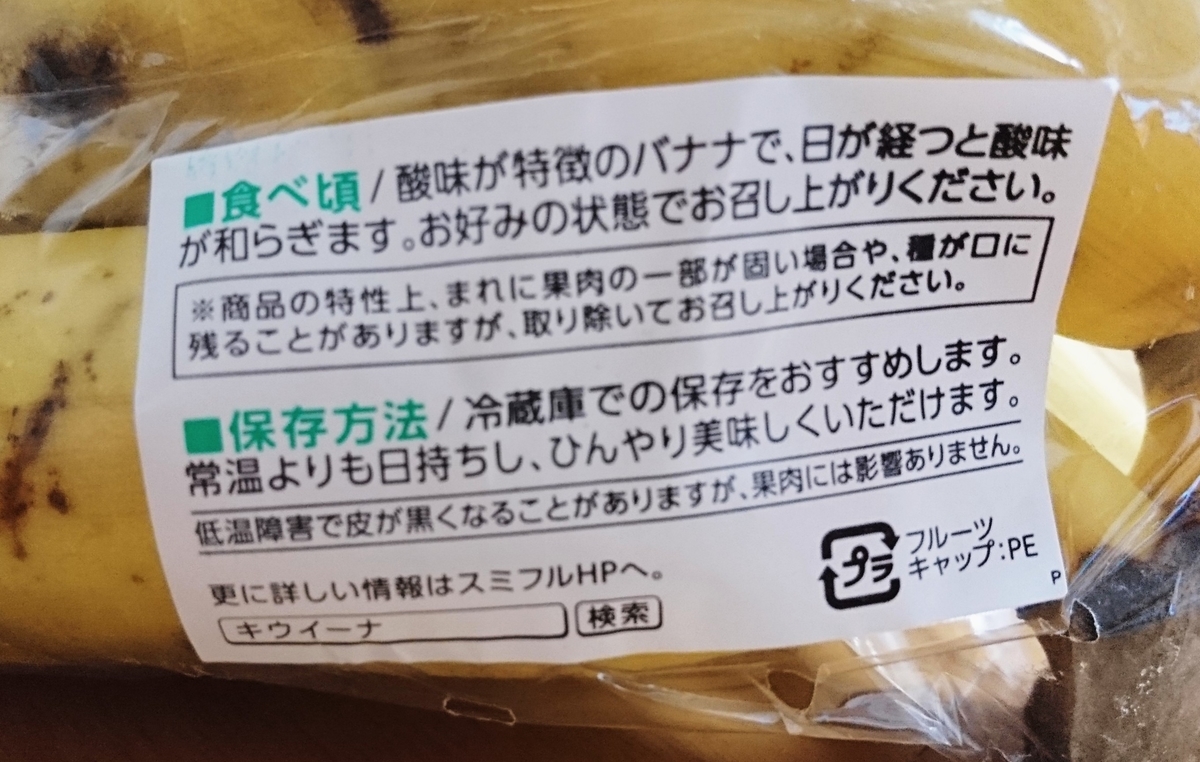 ■食べ頃/酸味が特徴のバナナで、日が経つと酸味
が和らぎます。お好みの状態でお召し上がりください。
※商品の特性上、まれに果肉の一部が固い場合や、種が口に
残ることがありますが、取り除いてお召し上がりください。
■保存方法/冷蔵庫での保存をおすすめします。
常温よりも日持ちし、ひんやり美味しくいただけます。
低温障害で皮が黒くなることがありますが、果肉には影響ありません。
更に詳しい情報はスミフルHPへ。
キウイーナ 検索
プラ
フルーツ
キャップ:PE
P